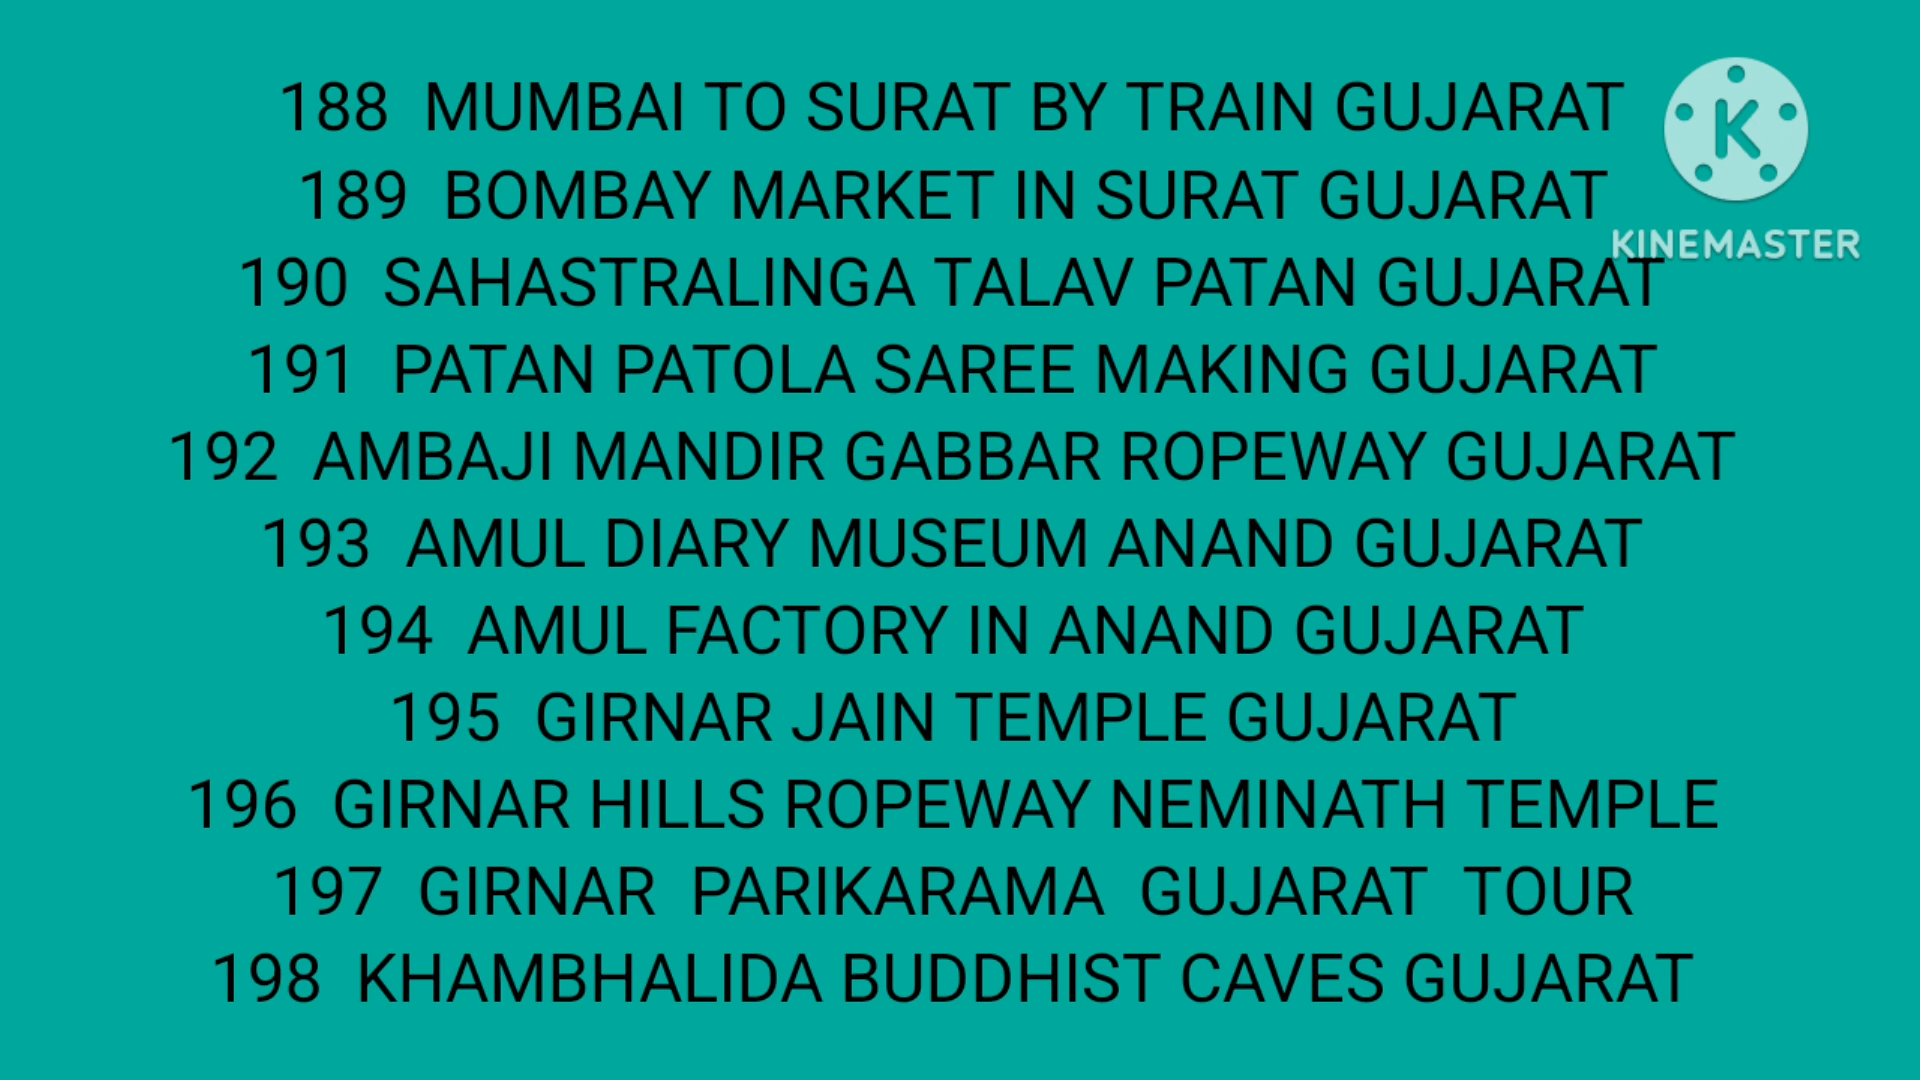 188 MUMBAI TO SURAT BY TRAIN GUJARAT
189 BOMBAY MARKET IN SURAT GUJARAT
190 SAHASTRALINGA TALAV PATAN GUJARAT
191 PATAN PATOLA SAREE MAKING GUJARAT
192 AMBAJI MANDIR GABBAR ROPEWAY GUJARAT
193 AMUL DIARY MUSEUM ANAND GUJARAT
194 AMUL FACTORY IN ANAND GUJARAT
195 GIRNAR JAIN TEMPLE GUJARAT
196 GIRNAR HILLS ROPEWAY NEMINATH TEMPLE
197 GIRNAR PARIKARAMA GUJARAT TOUR
198 KHAMBHALIDA BUDDHIST CAVES GUJARAT
K
KINEMASTER